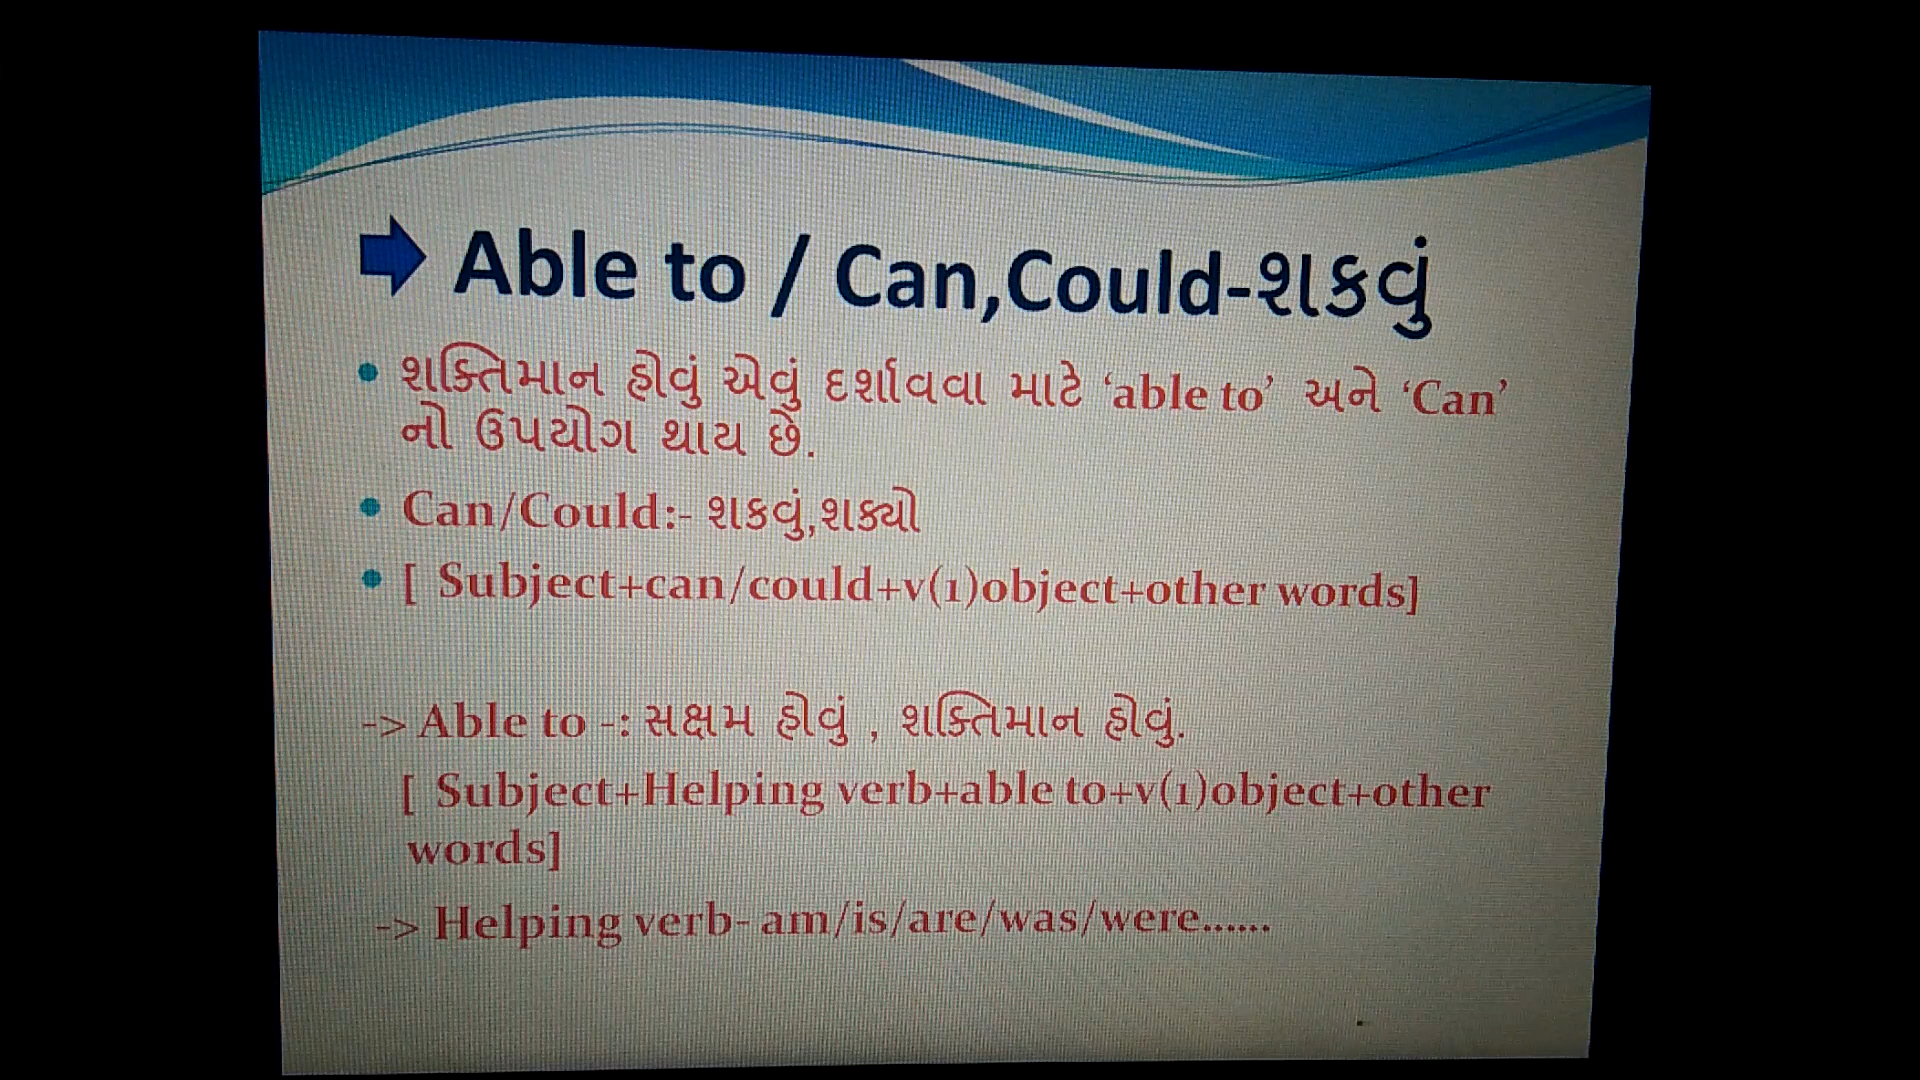 Able to / Can,Could-શકવું
• શક્તિમાન હોવું એવું દર્શાવવા માટે ‘able to’ અને ‘Can’
નો ઉપયોગ થાય છે.
• Can/Could:- શકવું,શક્યો
• [ Subject+can/could+v(1)object+other words]
-> Able to -: સક્ષમ હોવું , શક્તિમાન હોવું.
[ Subject+Helping verb+able to+v(1)object+other
words]
-> Helping verb- am/is/are/was/were......